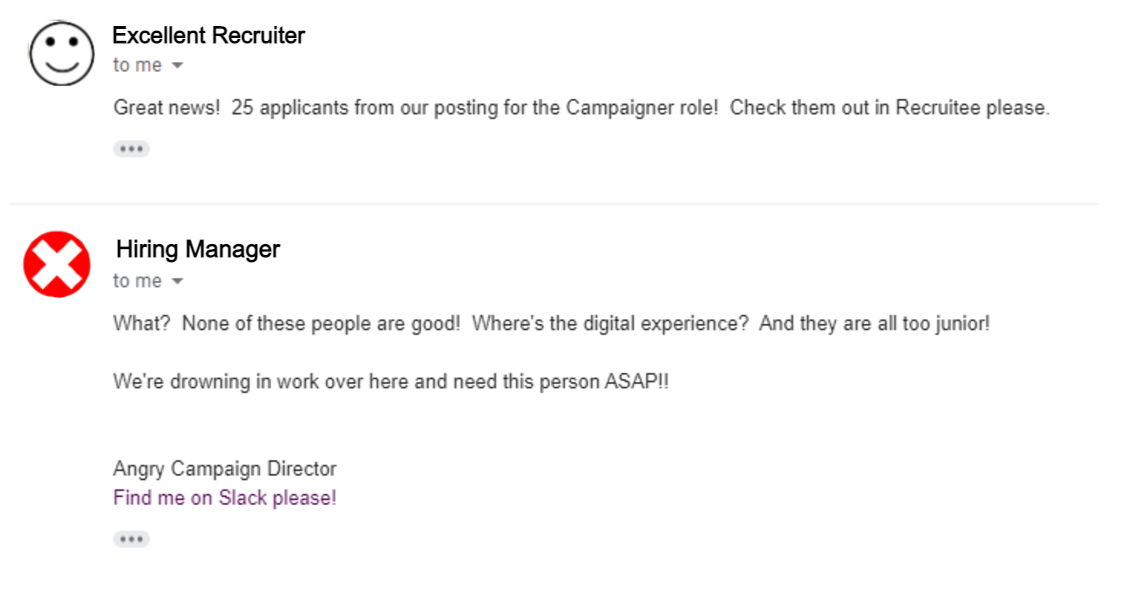 Excellent Recruiter
to me
Great news!  25 applicants from our posting for the Campaigner role!  Check them out in Recruitee please.
Hiring Manager
to me
What?  None of these people are good!  Where's the digital experience?  And they are all too junior!
We're drowning in work over here and need this person ASAP!!
Angry Campaign Director
Find me on Slack please!